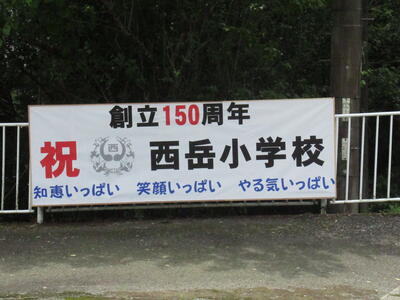 創立150周年
祝 西 西岳小学校
知恵いっぱい 笑顔いっぱい やる気いっぱい